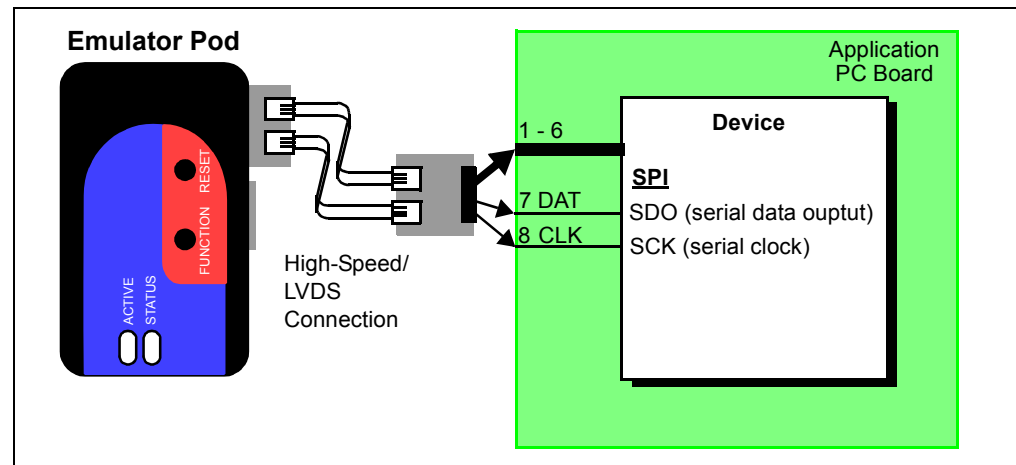 Emulator Pod
RESET
FUNCTION
ACTIVE
STATUS
High-Speed/
LVDS
Connection
Application
PC Board
1 - 6
7 DAT
8 CLK
Device
SPI
SDO (serial data ouptut)
SCK (serial clock)